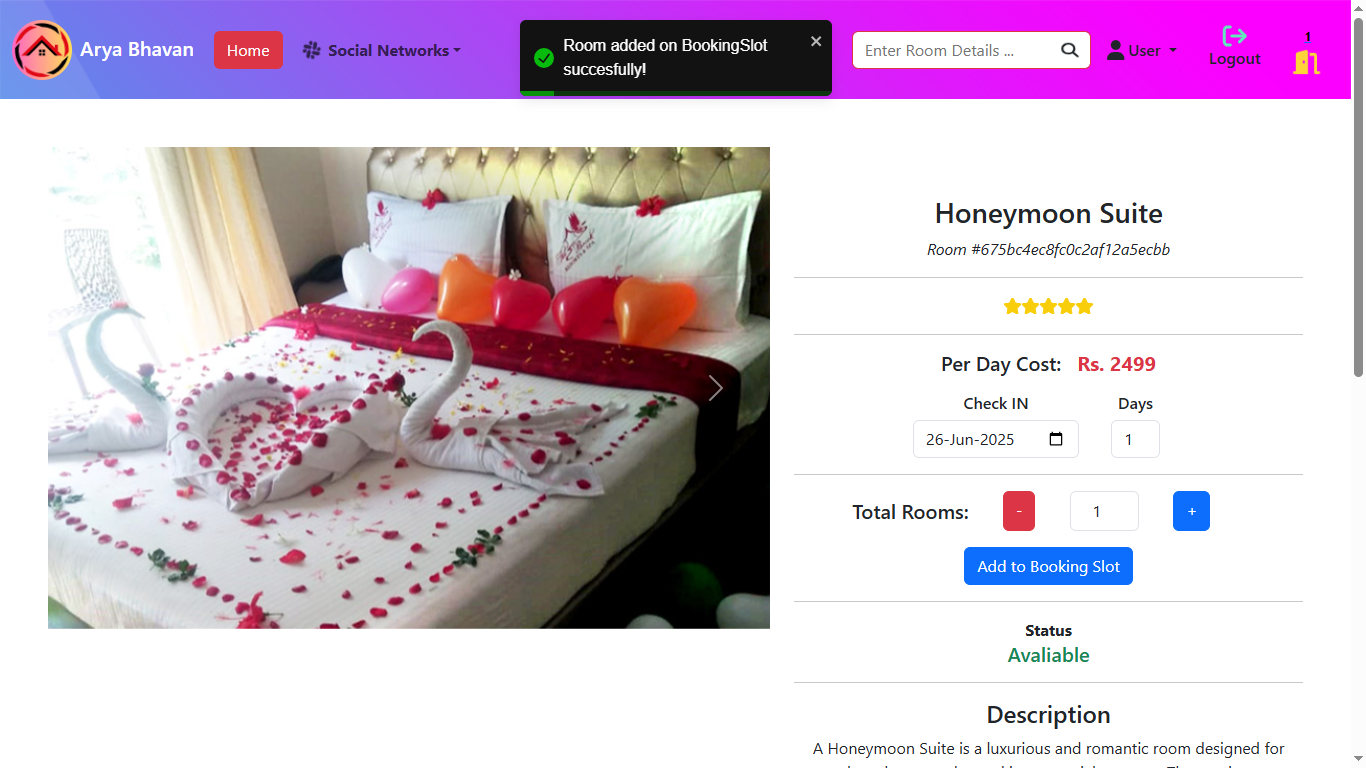 Arya Bhavan
Home
Social Networks
Room added on BookingSlot
succesfully!
Enter Room Details ...
User
Logout
1
Honeymoon Suite
Room #675bc4ec8fc0c2af12a5ecbb
Per Day Cost: Rs. 2499
Check IN
Days
26-Jun-2025
1
Total Rooms:
-
1
+
Add to Booking Slot
Status
Avaliable
Description
A Honeymoon Suite is a luxurious and romantic room designed for